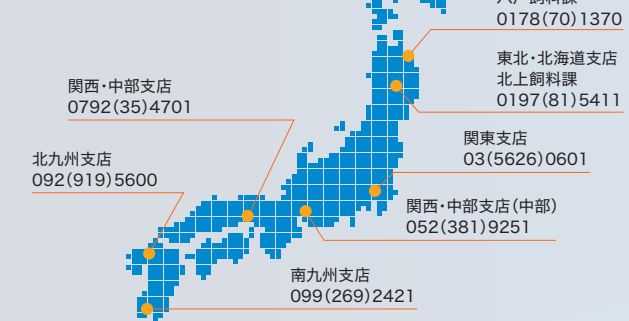 0178(70)1370
東北・北海道支店
北上飼料課
0197(81)5411
関西・中部支店
0792(35)4701
関東支店
03(5626)0601
北九州支店
092(919)5600
関西・中部支店(中部)
052(381)9251
南九州支店
099(269)2421